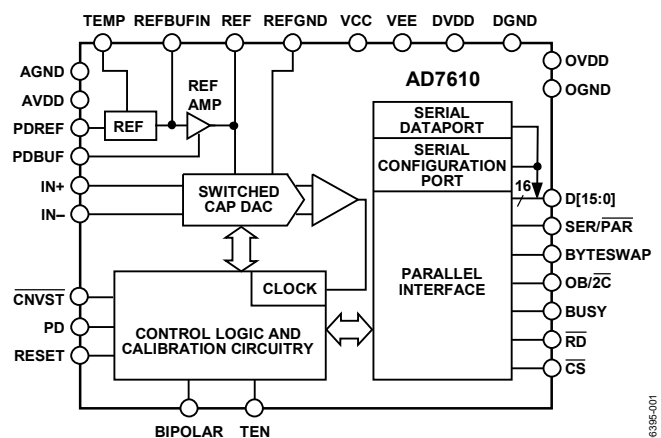 TEMP REFBUFIN REF REFGND VCC VEE DVDD DGND
AGND
AVDD
PDREF
PDBUF
IN+
IN–
CNVST
PD
RESET
REF
REF
AMP
SWITCHED
CAP DAC
CLOCK
CONTROL LOGIC AND
CALIBRATION CIRCUITRY
BIPOLAR TEN
AD7610
SERIAL
DATAPORT
SERIAL
CONFIGURATION
PORT
PARALLEL
INTERFACE
16
OVDD
OGND
D[15:0]
SER/PAR
BYTESWAP
OB/2C
BUSY
RD
CS
6395-001